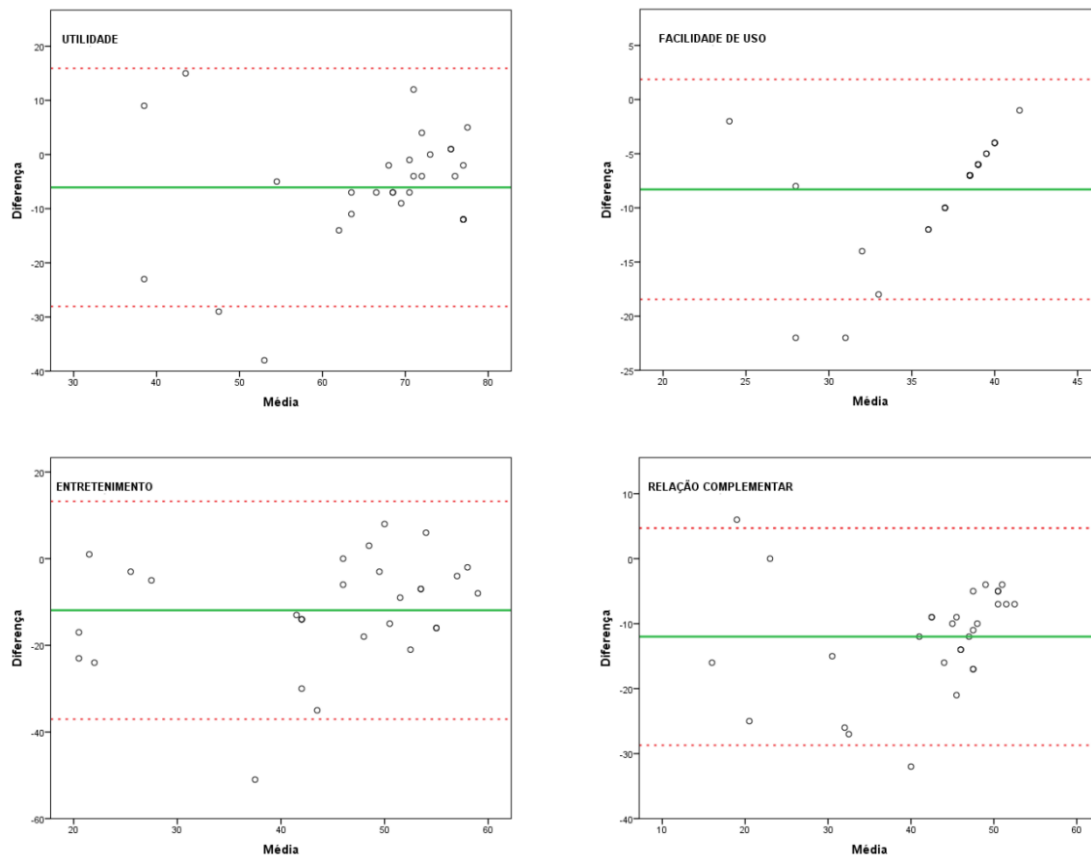 UTILIDADE
20
10
0
-10
-20
-30
-40
Diferença
30 40 50 60 70 80
Média
FACILIDADE DE USO
5
0
-5
-10
-15
-20
-25
Diferença
20 25 30 35 40 45
Média
ENTRETENIMENTO
20
0
-20
-40
-60
Diferença
20 30 40 50 60
Média
RELAÇÃO COMPLEMENTAR
10
0
-10
-20
-30
-40
Diferença
10 20 30 40 50 60
Média